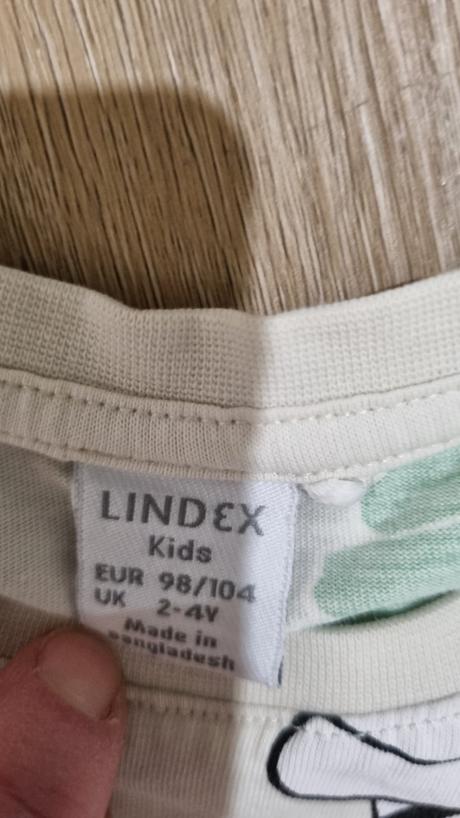 LINDEX
Kids
EUR 98/104
UK 2-4Y
Made in
Bangladesh